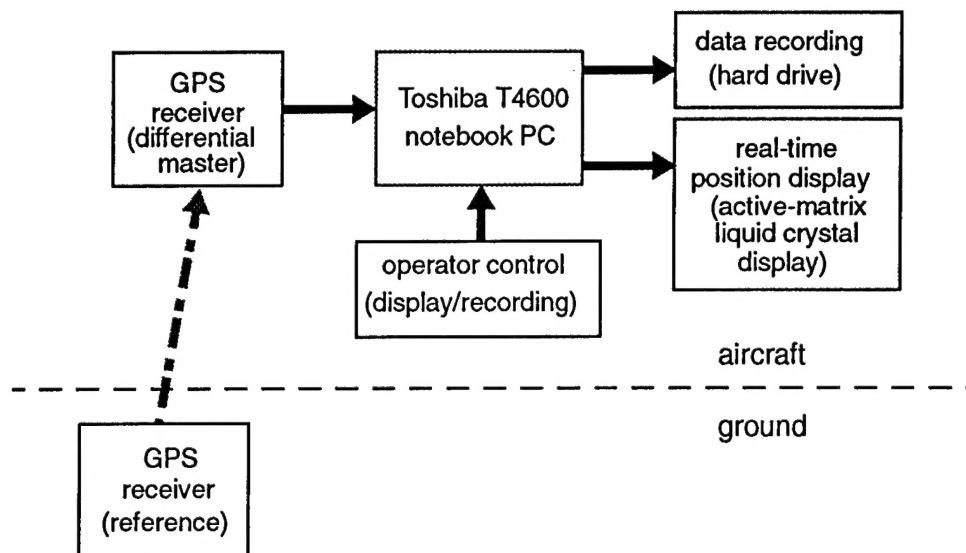 GPS
receiver
(differential
master)
Toshiba T4600
notebook PC
data recording
(hard drive)
real-time
position display
(active-matrix
liquid crystal
display)
operator control
(display/recording)
aircraft
ground
GPS
receiver
(reference)